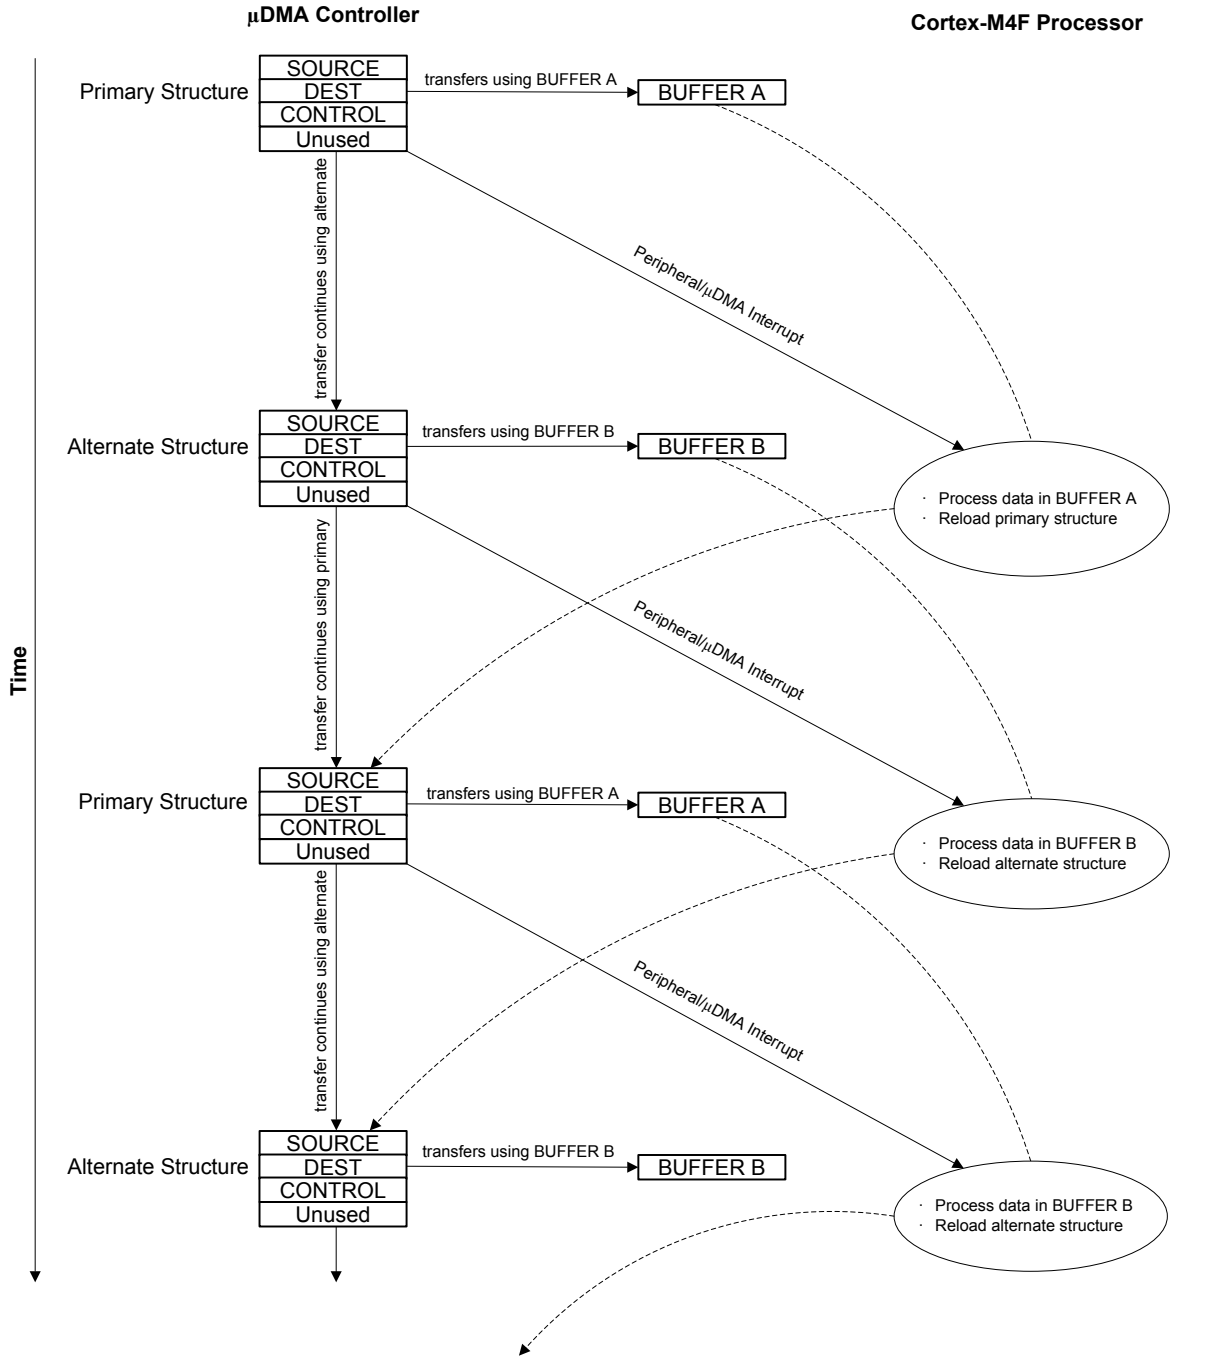 μDMA Controller
Cortex-M4F Processor
SOURCE
Primary Structure
DEST
transfers using BUFFER A
BUFFER A
CONTROL
Unused
transfer continues using alternate
Peripheral/μDMA Interrupt
SOURCE
Alternate Structure
DEST
transfers using BUFFER B
BUFFER B
CONTROL
Unused
· Process data in BUFFER A
· Reload primary structure
transfer continues using primary
Peripheral/μDMA Interrupt
Time
SOURCE
Primary Structure
DEST
transfers using BUFFER A
BUFFER A
CONTROL
Unused
· Process data in BUFFER B
· Reload alternate structure
transfer continues using alternate
Peripheral/μDMA Interrupt
SOURCE
Alternate Structure
DEST
transfers using BUFFER B
BUFFER B
CONTROL
Unused
· Process data in BUFFER B
· Reload alternate structure